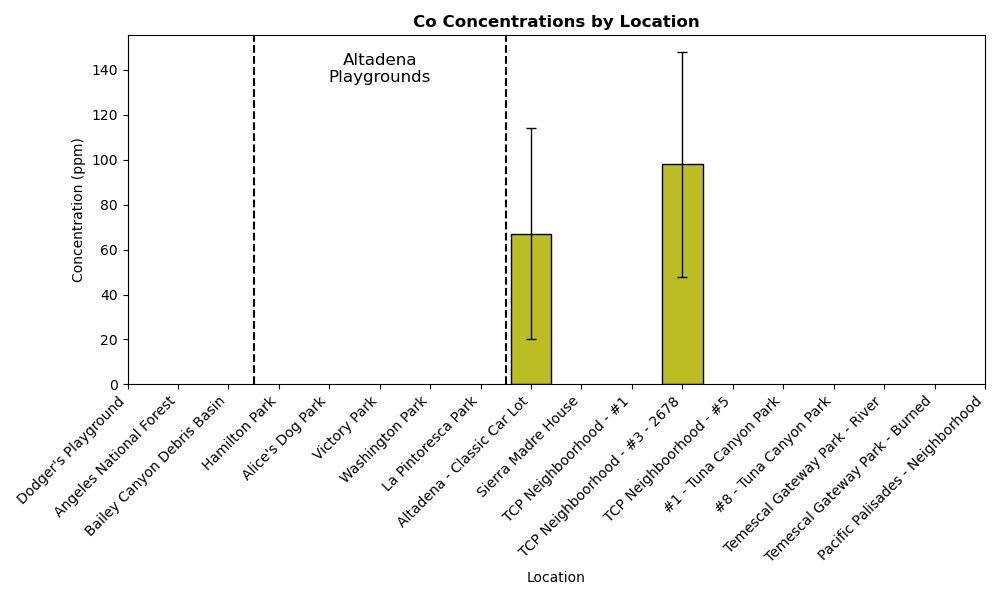 Co Concentrations by Location
Altadena
Playgrounds
Concentration (ppm)
140
120
100
80
60
40
20
0
Dodger's Playground
Angeles National Forest
Bailey Canyon Debris Basin
Hamilton Park
Alice's Dog Park
Victory Park
Washington Park
La Pintoresca Park
Altadena - Classic Car Lot
Sierra Madre House
TCP Neighboorhood - #1
TCP Neighboorhood - #3 - 2678
TCP Neighboorhood - #5
#1 - Tuna Canyon Park
#8 - Tuna Canyon Park
Temescal Gateway Park - River
Temescal Gateway Park - Burned
Pacific Palisades - Neighborhood
Location